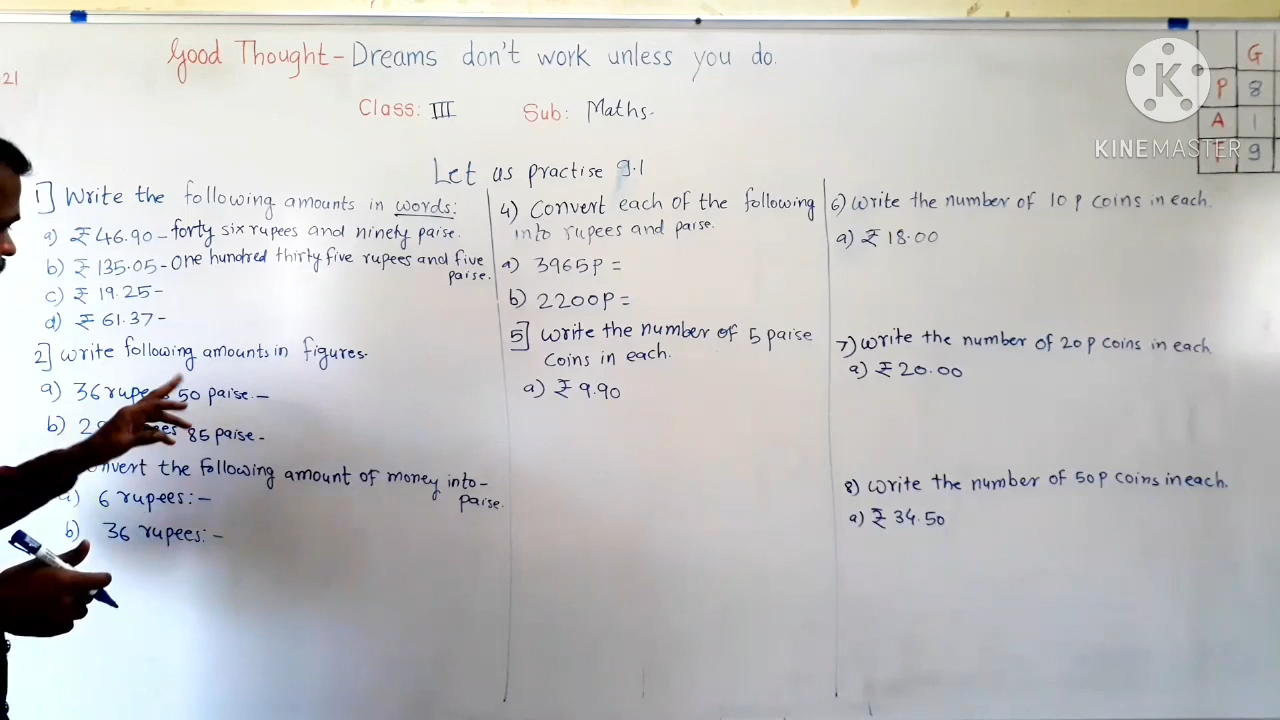 Good Thought - Dreams don't work unless you do.
21
Class: III Sub: Maths.
G
P 8
A 1
9
KINEMASTER
Let us practise 9.1
1] Write the following amounts in words:
a) ₹ 46.90 - forty six rupees and ninety paise.
b) ₹ 135.05 - One hundred thirty five rupees and five
paise.
c) ₹ 19.25 -
d) ₹ 61.37 -
2] Write following amounts in figures.
a) 36 rupees 50 paise. -
b) 85 paise -
the following amount of money into -
paise.
6 rupees: -
b) 36 rupees: -
4) Convert each of the following
into rupees and paise.
a) 3965P =
b) 2200P =
5] Write the number of 5 paise
coins in each.
a) ₹ 9.90
6) Write the number of 10 p coins in each.
a) ₹ 18.00
7) Write the number of 20 p coins in each
a) ₹ 20.00
8) Write the number of 50 p coins in each.
a) ₹ 34.50